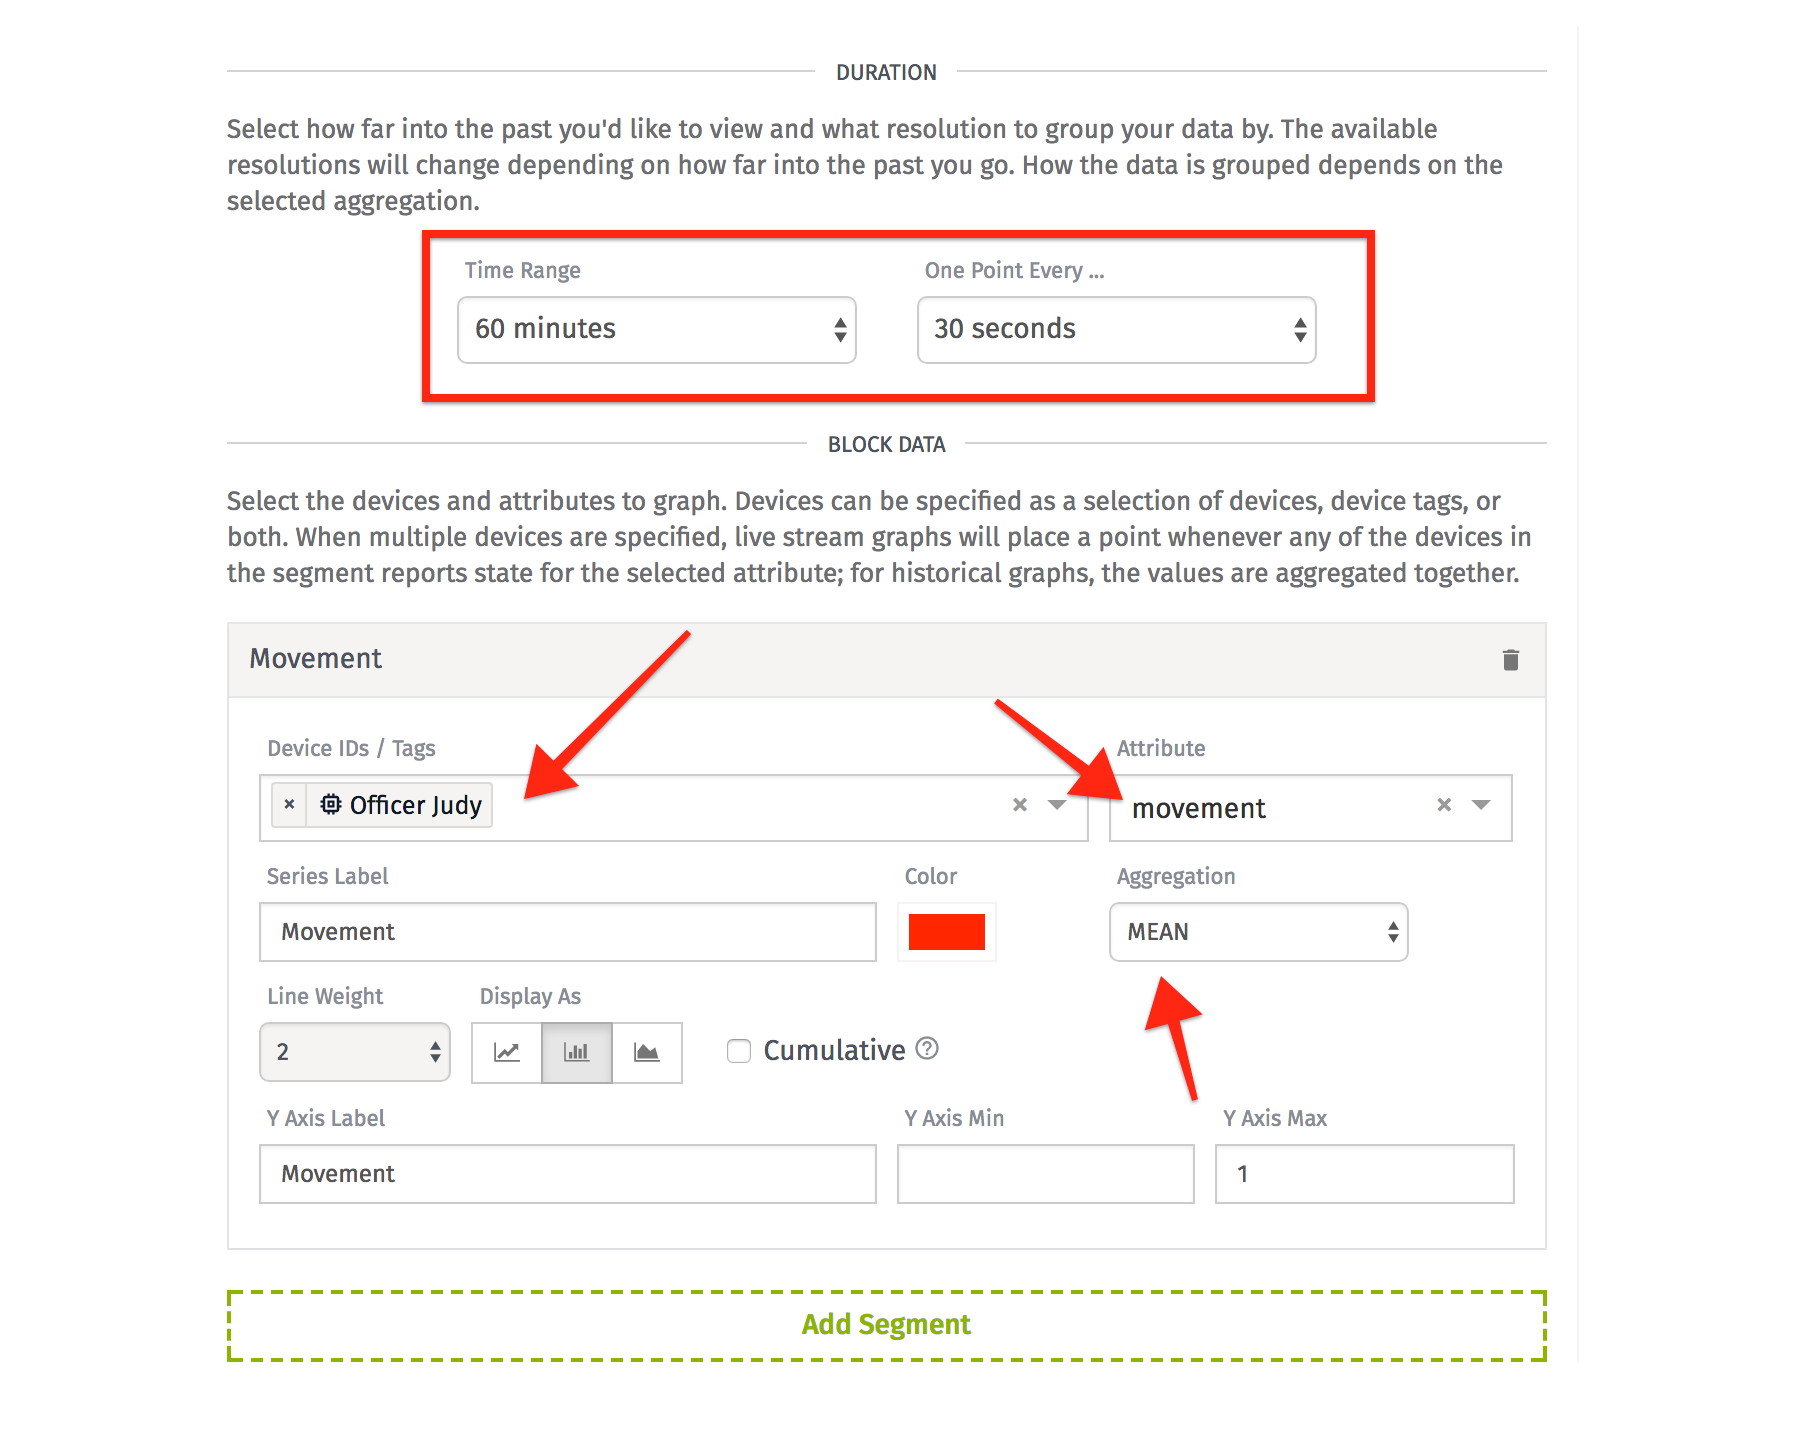 DURATION
Select how far into the past you'd like to view and what resolution to group your data by. The available
resolutions will change depending on how far into the past you go. How the data is grouped depends on the
selected aggregation.
Time Range
One Point Every ...
60 minutes
30 seconds
BLOCK DATA
Select the devices and attributes to graph. Devices can be specified as a selection of devices, device tags, or
both. When multiple devices are specified, live stream graphs will place a point whenever any of the devices in
the segment reports state for the selected attribute; for historical graphs, the values are aggregated together.
Movement
Device IDs / Tags
Attribute
× Officer Judy ×
movement ×
Series Label
Color
Aggregation
Movement
MEAN
Line Weight
Display As
2
Cumulative ?
Y Axis Label
Y Axis Min
Y Axis Max
Movement
1
Add Segment